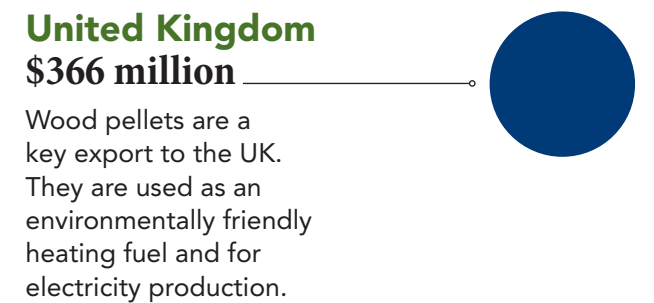 United Kingdom
$366 million
Wood pellets are a
key export to the UK.
They are used as an
environmentally friendly
heating fuel and for
electricity production.